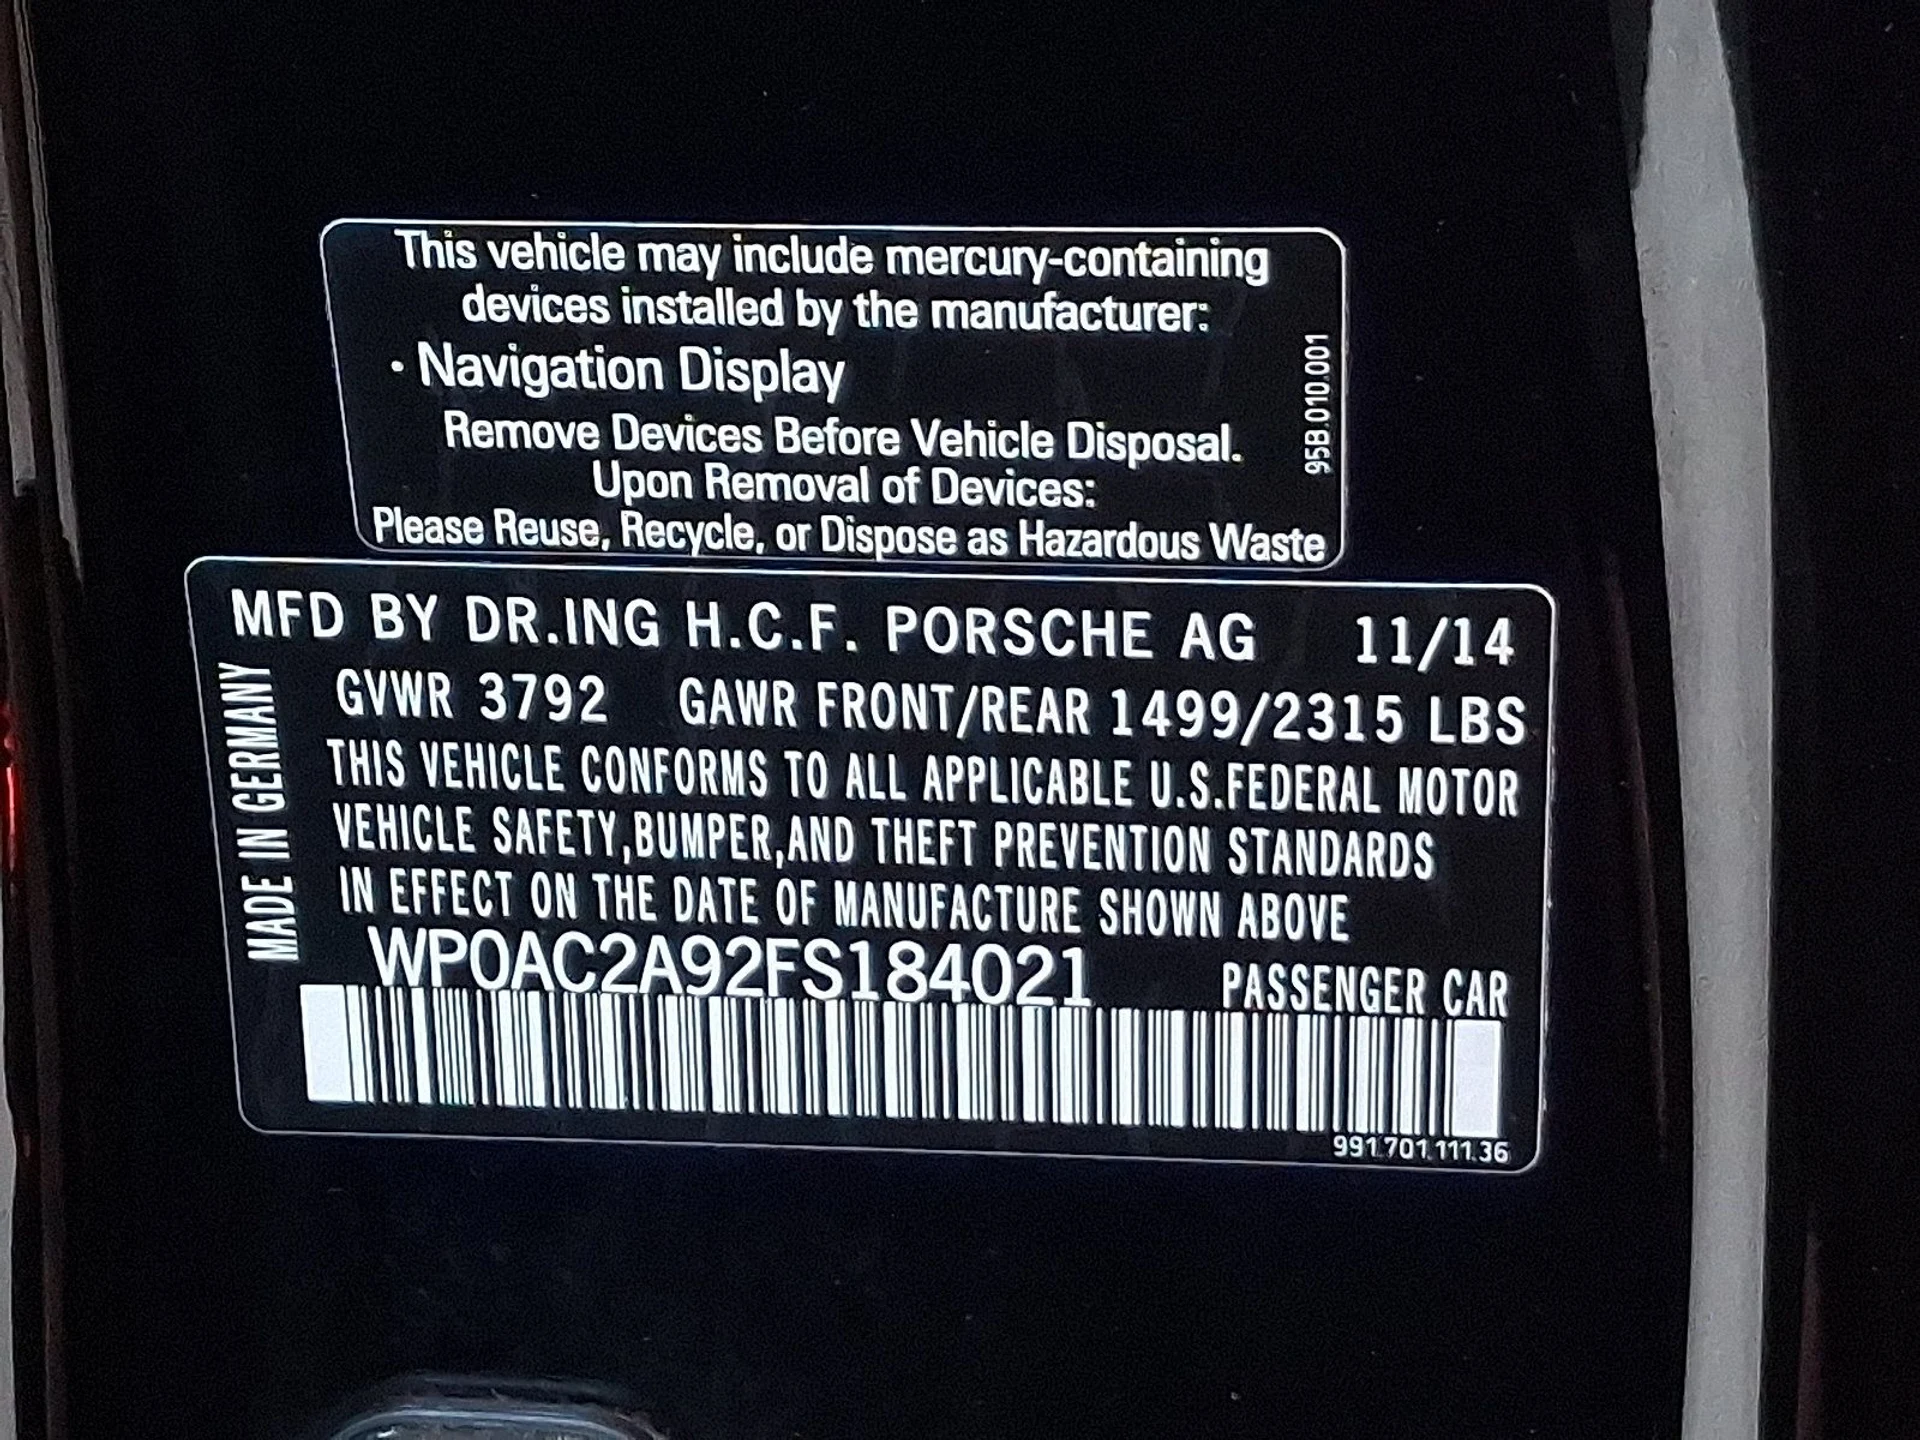 This vehicle may include mercury-containing
devices installed by the manufacturer:
· Navigation Display
Remove Devices Before Vehicle Disposal.
Upon Removal of Devices:
Please Reuse, Recycle, or Dispose as Hazardous Waste
95B.010.001
MFD BY DR.ING H.C.F. PORSCHE AG 11/14
GVWR 3792 GAWR FRONT/REAR 1499/2315 LBS
THIS VEHICLE CONFORMS TO ALL APPLICABLE U.S.FEDERAL MOTOR
VEHICLE SAFETY,BUMPER,AND THEFT PREVENTION STANDARDS
IN EFFECT ON THE DATE OF MANUFACTURE SHOWN ABOVE
MADE IN GERMANY
WP0AC2A92FS184021 PASSENGER CAR
991.701.111.36